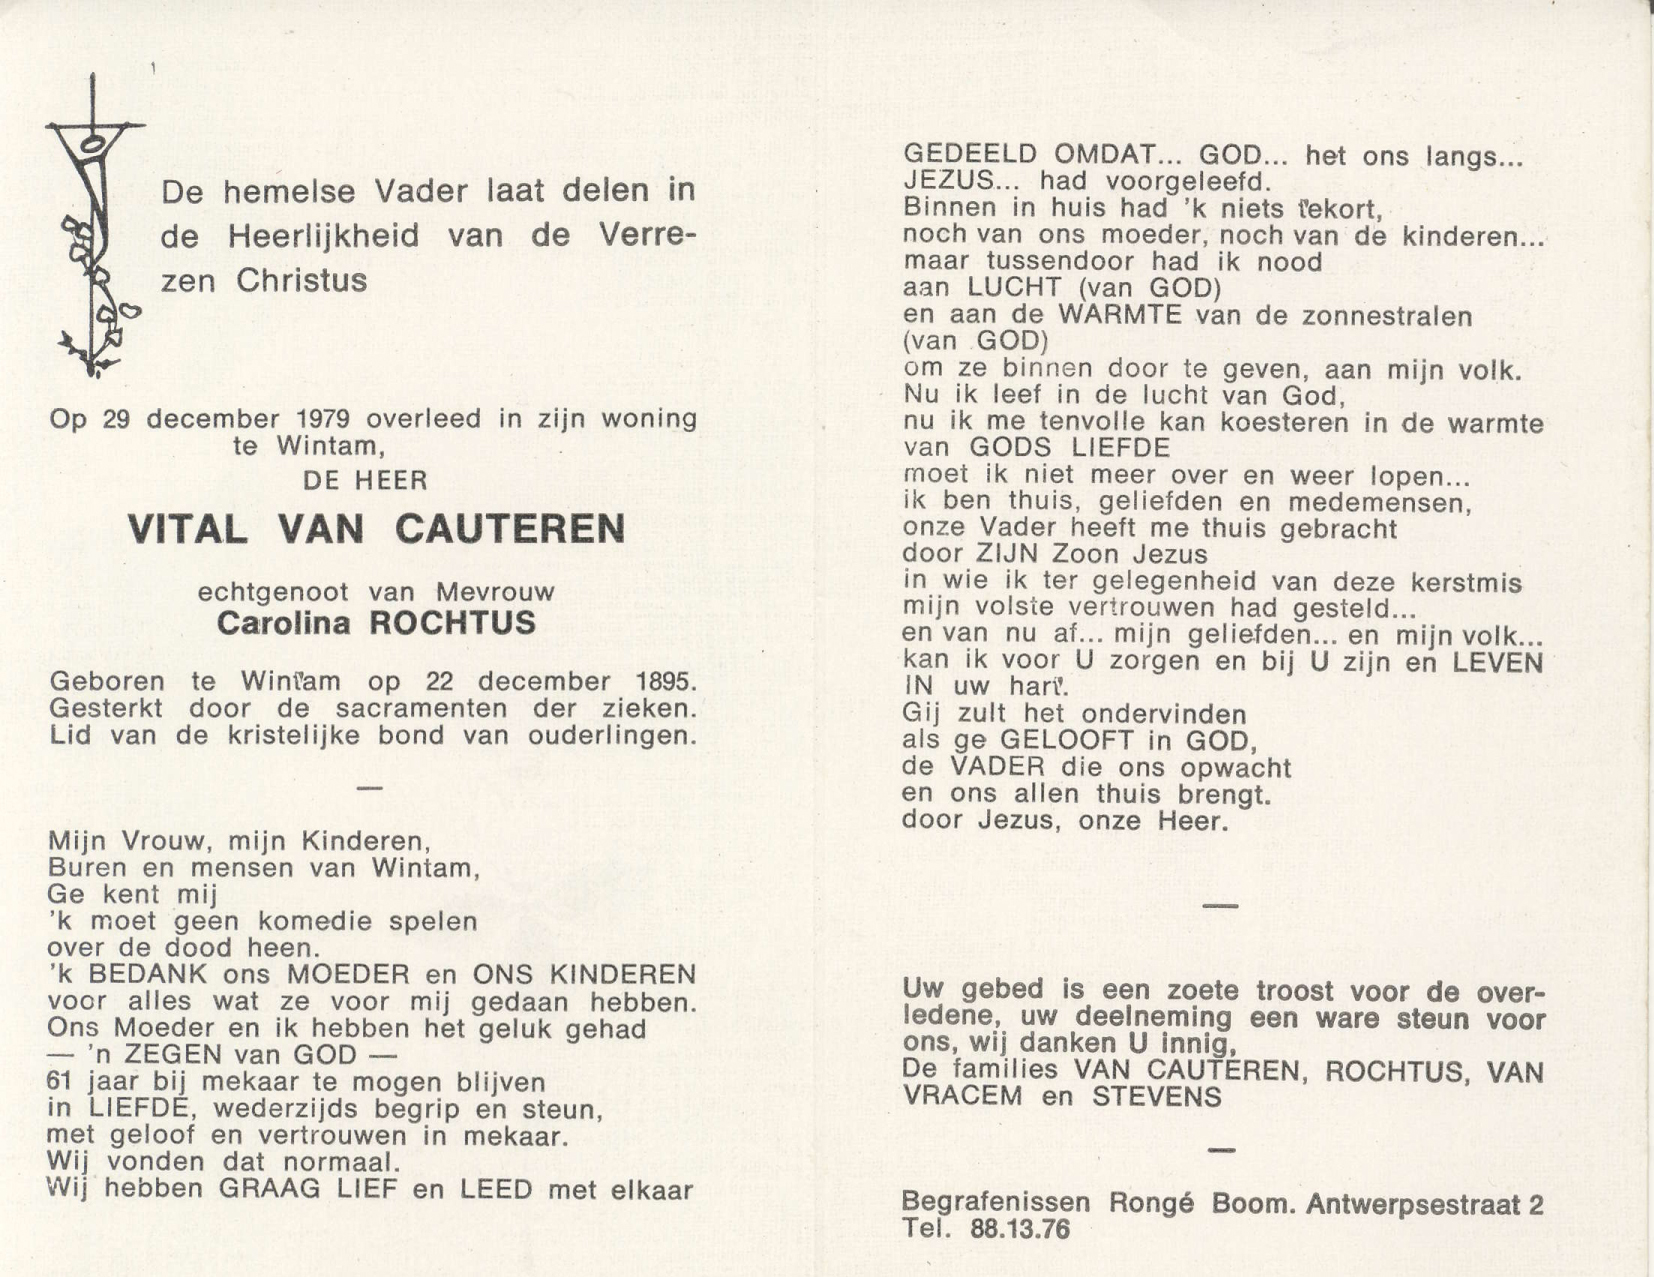 De hemelse Vader laat delen in
de Heerlijkheid van de Verre-
zen Christus
Op 29 december 1979 overleed in zijn woning
te Wintam,
DE HEER
VITAL VAN CAUTEREN
echtgenoot van Mevrouw
Carolina ROCHTUS
Geboren te Wintam op 22 december 1895.
Gesterkt door de sacramenten der zieken.
Lid van de kristelijke bond van ouderlingen.
—
Mijn Vrouw, mijn Kinderen,
Buren en mensen van Wintam,
Ge kent mij
'k moet geen komedie spelen
over de dood heen.
'k BEDANK ons MOEDER en ONS KINDEREN
voor alles wat ze voor mij gedaan hebben.
Ons Moeder en ik hebben het geluk gehad
— 'n ZEGEN van GOD —
61 jaar bij mekaar te mogen blijven
in LIEFDE, wederzijds begrip en steun,
met geloof en vertrouwen in mekaar.
Wij vonden dat normaal.
Wij hebben GRAAG LIEF en LEED met elkaar
GEDEELD OMDAT... GOD... het ons langs...
JEZUS... had voorgeleefd.
Binnen in huis had 'k niets tekort,
noch van ons moeder, noch van de kinderen...
maar tussendoor had ik nood
aan LUCHT (van GOD)
en aan de WARMTE van de zonnestralen
(van GOD)
om ze binnen door te geven, aan mijn volk.
Nu ik leef in de lucht van God,
nu ik me tenvolle kan koesteren in de warmte
van GODS LIEFDE
moet ik niet meer over en weer lopen...
ik ben thuis, geliefden en medemensen,
onze Vader heeft me thuis gebracht
door ZIJN Zoon Jezus
in wie ik ter gelegenheid van deze kerstmis
mijn volste vertrouwen had gesteld...
en van nu af... mijn geliefden... en mijn volk...
kan ik voor U zorgen en bij U zijn en LEVEN
IN uw hart.
Gij zult het ondervinden
als ge GELOOFT in GOD,
de VADER die ons opwacht
en ons allen thuis brengt.
door Jezus, onze Heer.
—
Uw gebed is een zoete troost voor de over-
ledene, uw deelneming een ware steun voor
ons, wij danken U innig,
De families VAN CAUTEREN, ROCHTUS, VAN
VRACEM en STEVENS
—
Begrafenissen Rongé Boom. Antwerpsestraat 2
Tel. 88.13.76